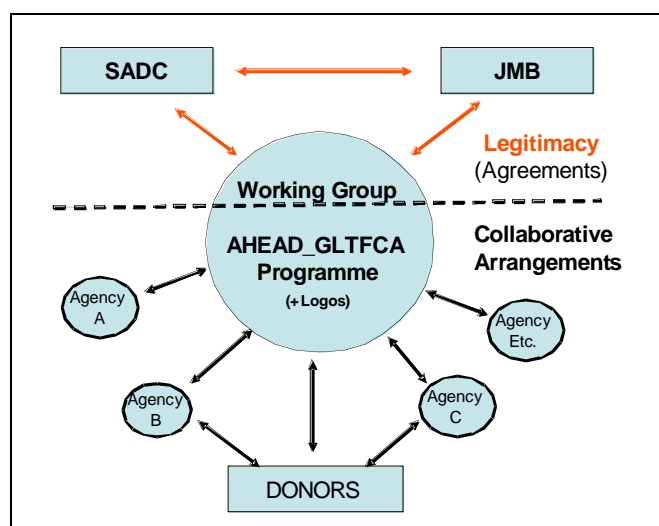 SADC
JMB
Legitimacy
(Agreements)
Working Group
AHEAD_GLTFCA
Programme
(+Logos)
Collaborative
Arrangements
Agency
A
Agency
Etc.
Agency
B
Agency
C
DONORS